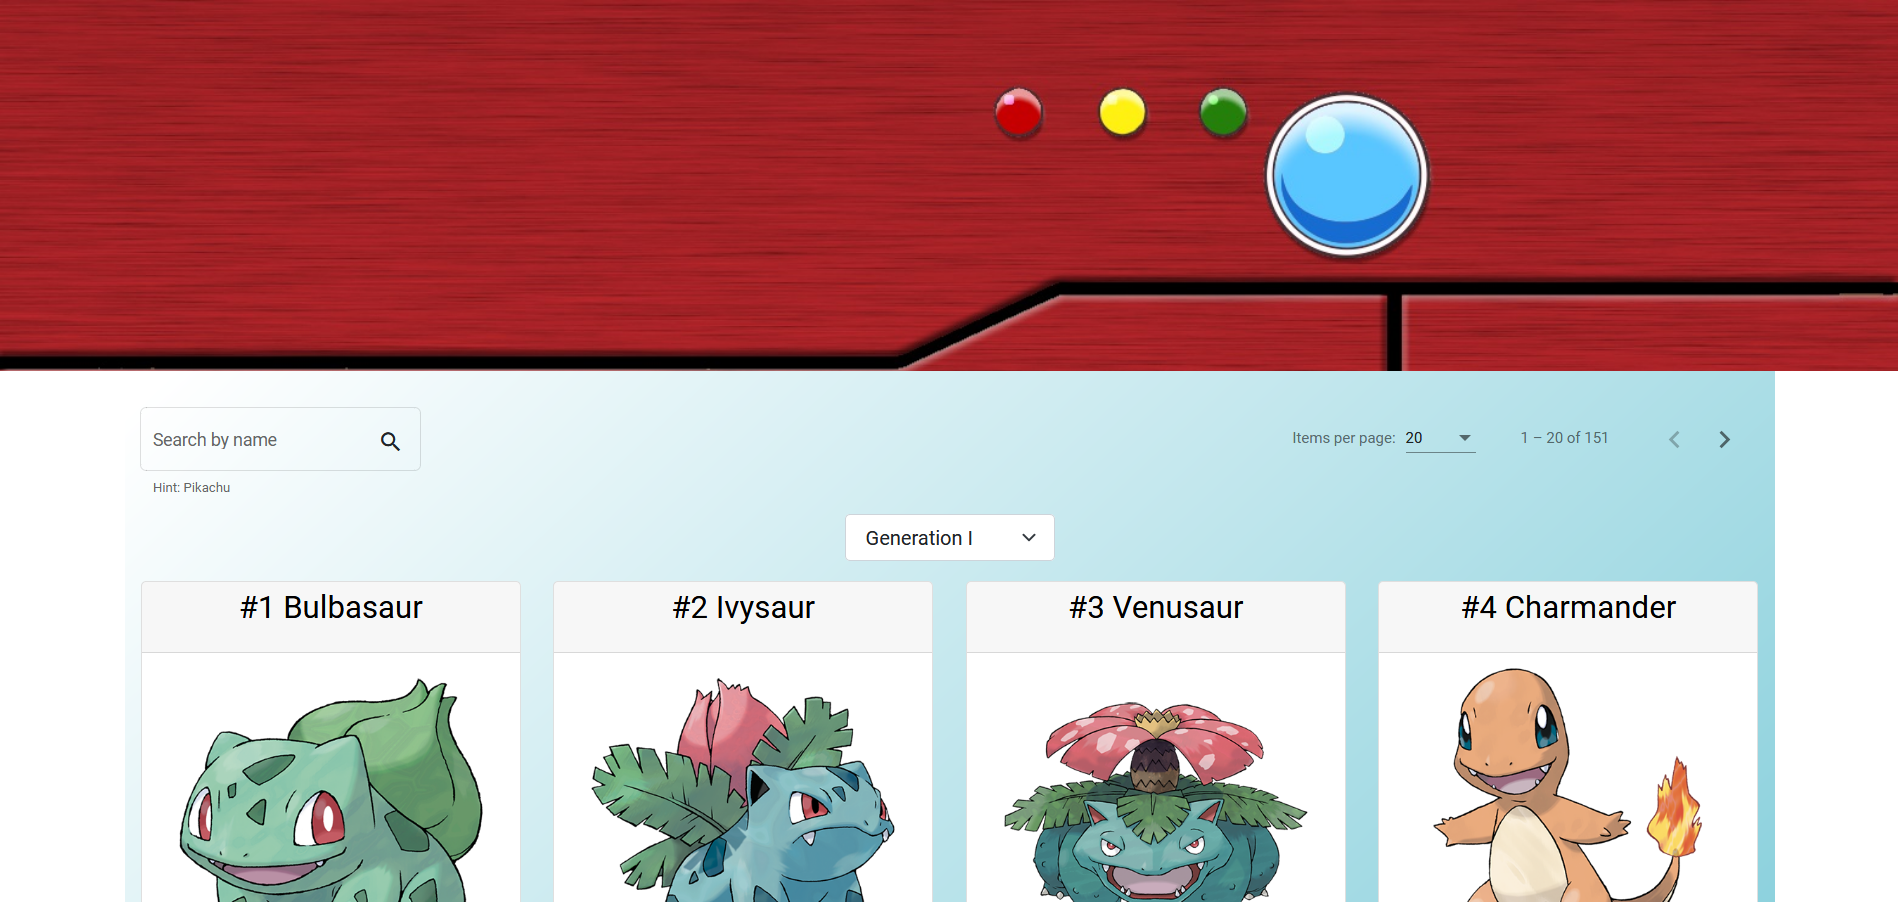 Search by name
Items per page: 20
1 – 20 of 151
Hint: Pikachu
Generation I
#1 Bulbasaur
#2 Ivysaur
#3 Venusaur
#4 Charmander